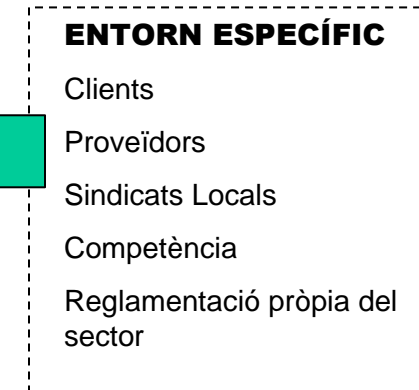 ENTORN ESPECÍFIC
Clients
Proveïdors
Sindicats Locals
Competència
Reglamentació pròpia del
sector